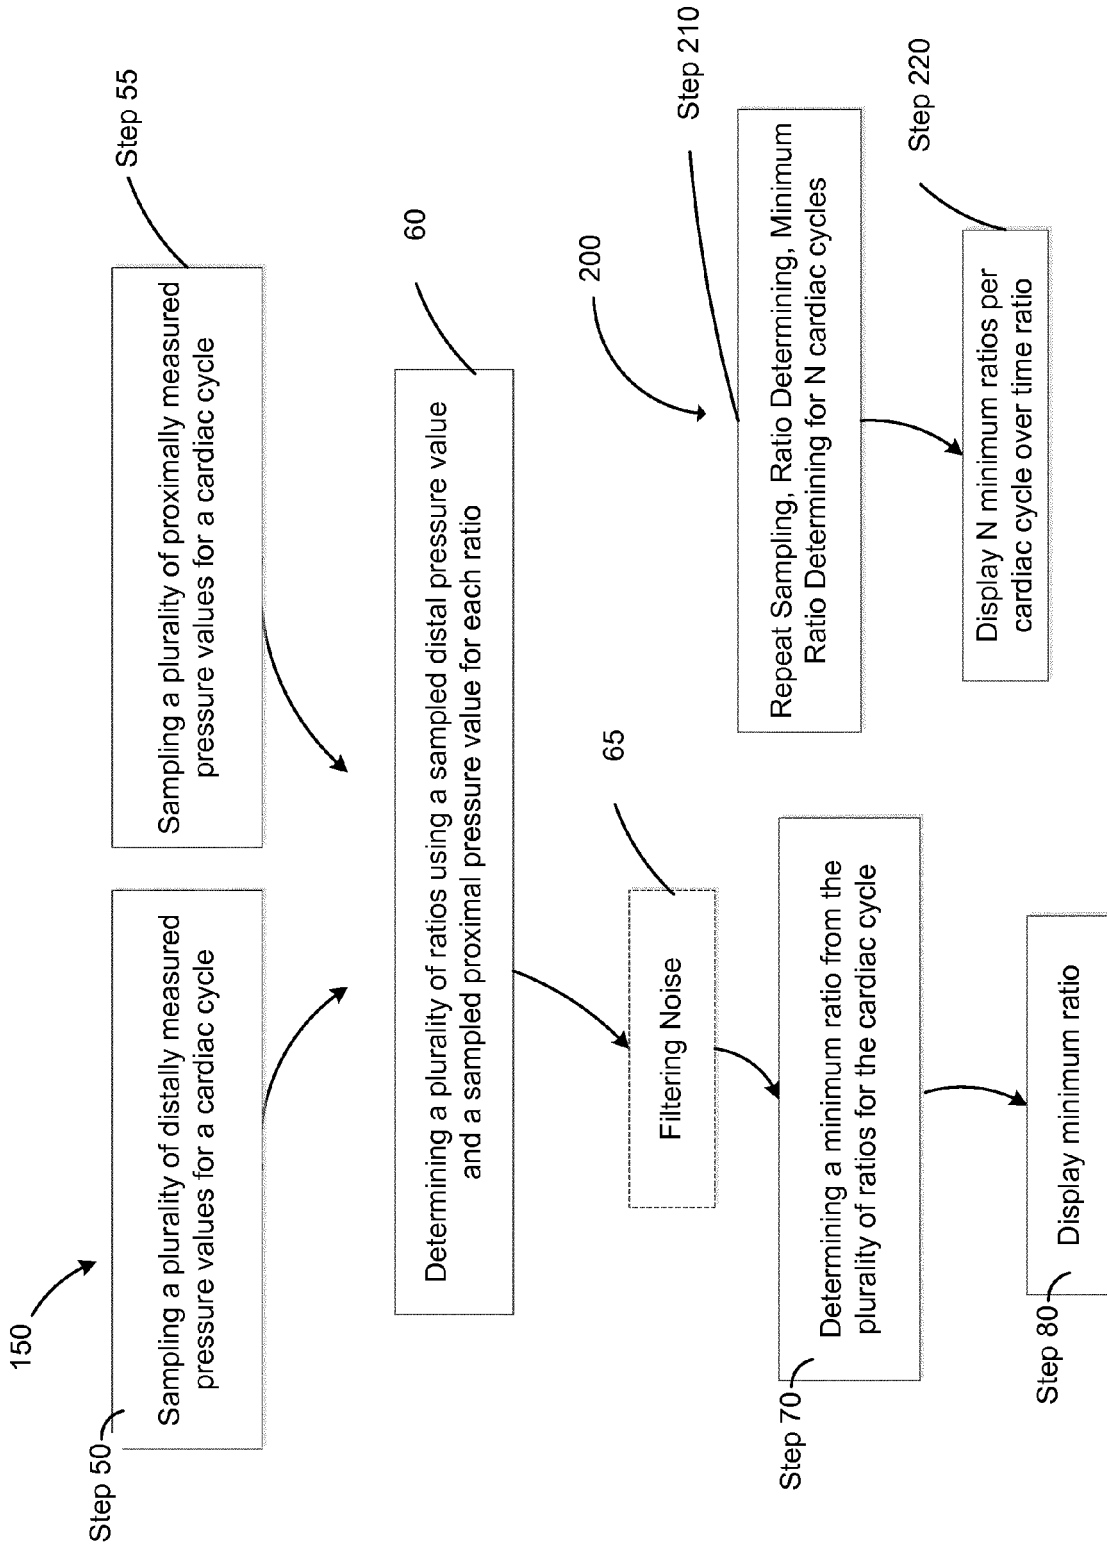 150
Step 50
Sampling a plurality of distally measured
pressure values for a cardiac cycle
Step 55
Sampling a plurality of proximally measured
pressure values for a cardiac cycle
60
Determining a plurality of ratios using a sampled distal pressure value
and a sampled proximal pressure value for each ratio
65
Filtering Noise
Step 70
Determining a minimum ratio from the
plurality of ratios for the cardiac cycle
Step 80
Display minimum ratio
200
Step 210
Repeat Sampling, Ratio Determining, Minimum
Ratio Determining for N cardiac cycles
Step 220
Display N minimum ratios per
cardiac cycle over time ratio